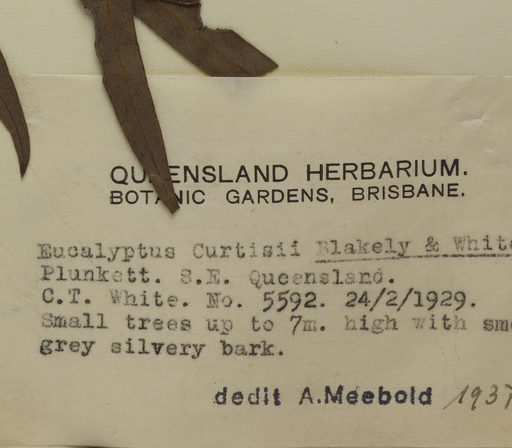 QUEENSLAND HERBARIUM.
BOTANIC GARDENS, BRISBANE.
Eucalyptus Curtisii Blakely & White
Plunkett. S.E. Queensland.
C.T. White. No. 5592. 24/2/1929.
Small trees up to 7m. high with smo
grey silvery bark.
dedit A.Meebold 1937